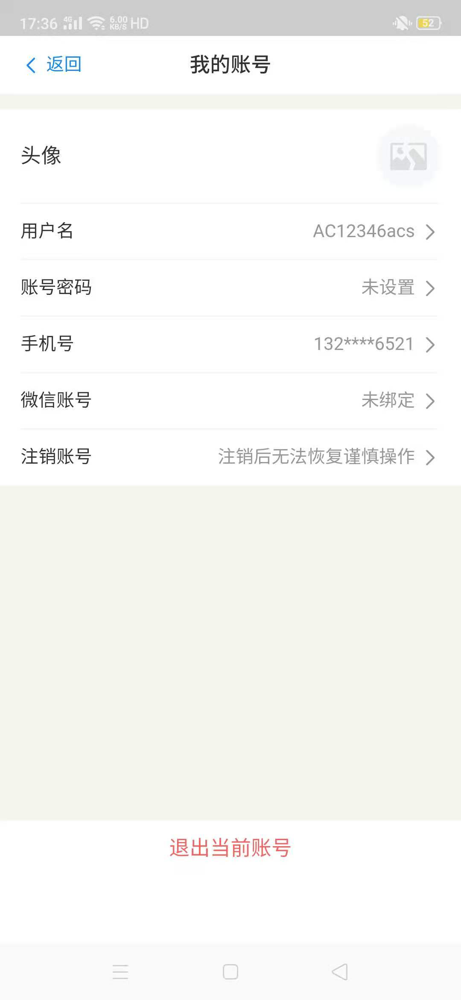 17:36 4G 6.00 KB/S HD 52
返回 我的账号
头像
用户名 AC12346acs
账号密码 未设置
手机号 132****6521
微信账号 未绑定
注销账号 注销后无法恢复谨慎操作
退出当前账号